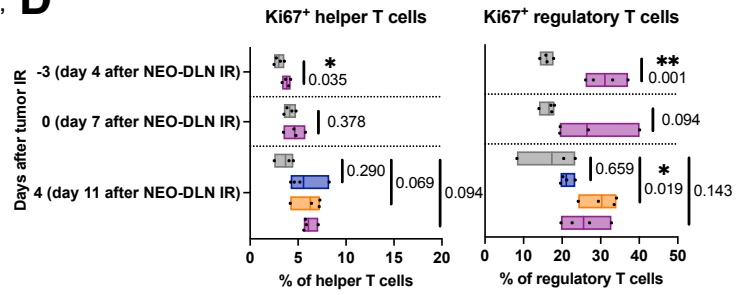 , D
Ki67+ helper T cells
Ki67+ regulatory T cells
Days after tumor IR
-3 (day 4 after NEO-DLN IR)
* 0.035
** 0.001
0 (day 7 after NEO-DLN IR)
0.378
0.094
4 (day 11 after NEO-DLN IR)
0.290
0.069
0.094
0.659
* 0.019
0.143
0 5 10 15 20
0 10 20 30 40 50
% of helper T cells
% of regulatory T cells